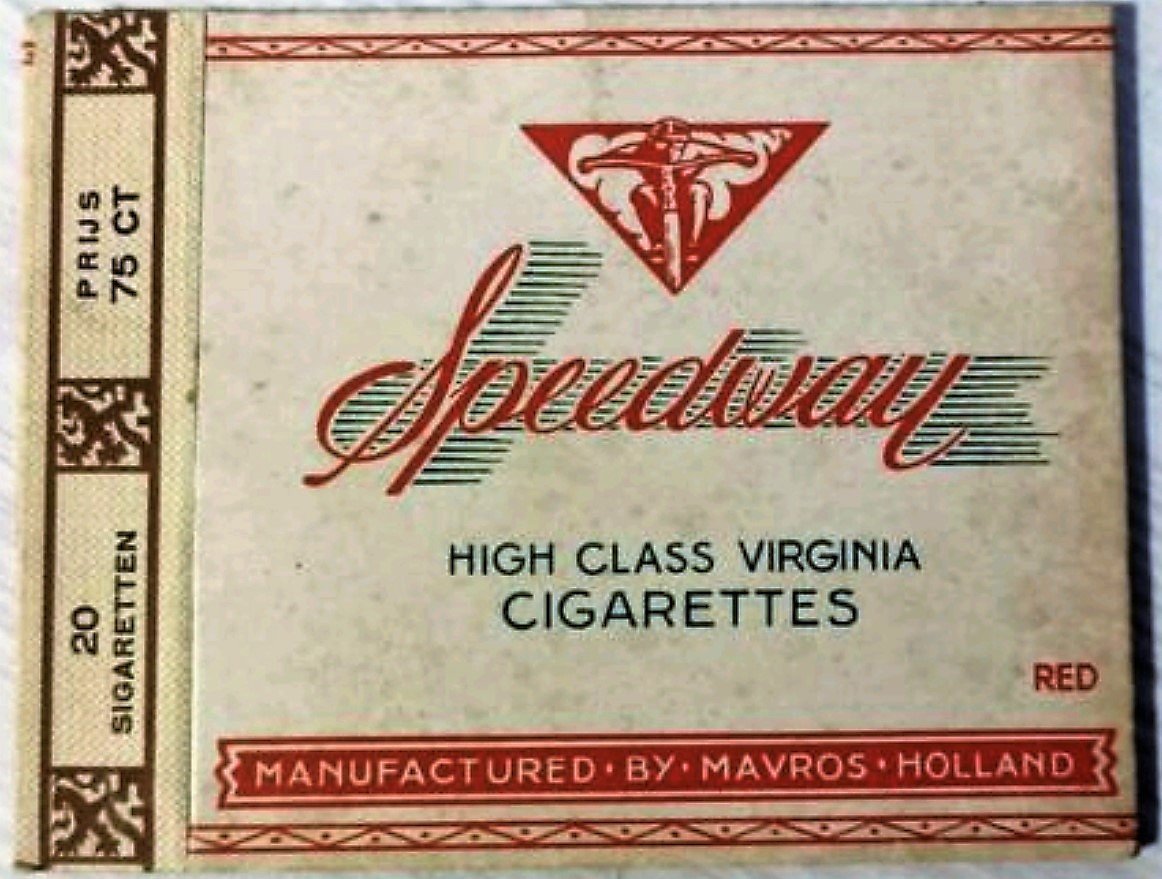 PRIJS
75 CT
20
SIGARETTEN
Speedway
HIGH CLASS VIRGINIA
CIGARETTES
RED
MANUFACTURED · BY · MAVROS · HOLLAND